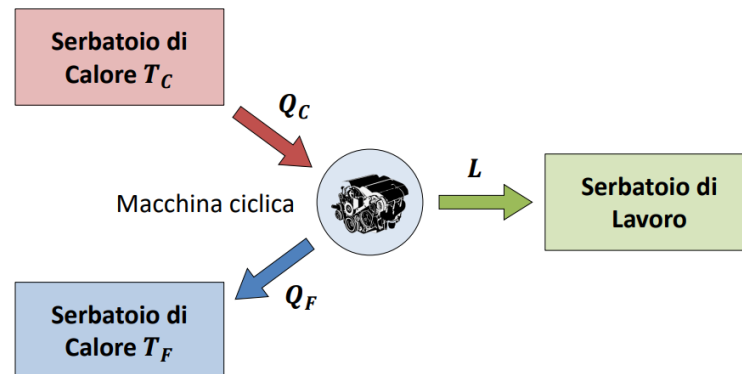 Serbatoio di
Calore T_C
Q_C
L
Macchina ciclica
Serbatoio di
Lavoro
Q_F
Serbatoio di
Calore T_F